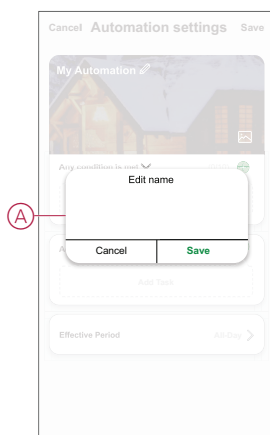 Cancel Automation settings Save
My Automation
Any condition is met
Edit name
A
A
Cancel Save
Add Task
Effective Period All-Day